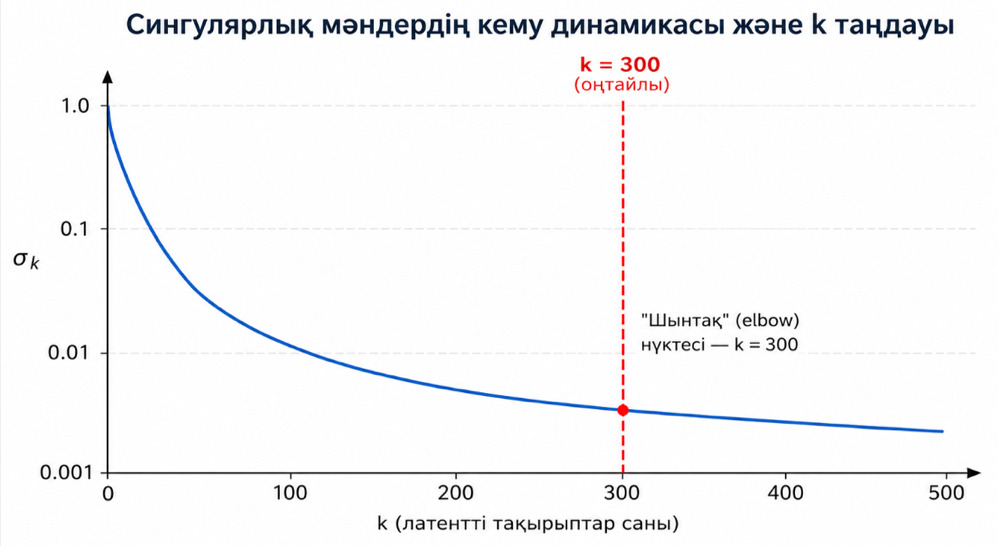 Сингулярлық мәндердің кему динамикасы және k таңдауы
k = 300
(оңтайлы)
1.0
0.1
σk
"Шынтақ" (elbow)
нүктесі — k = 300
0.01
0.001
0 100 200 300 400 500
k (латентті тақырыптар саны)